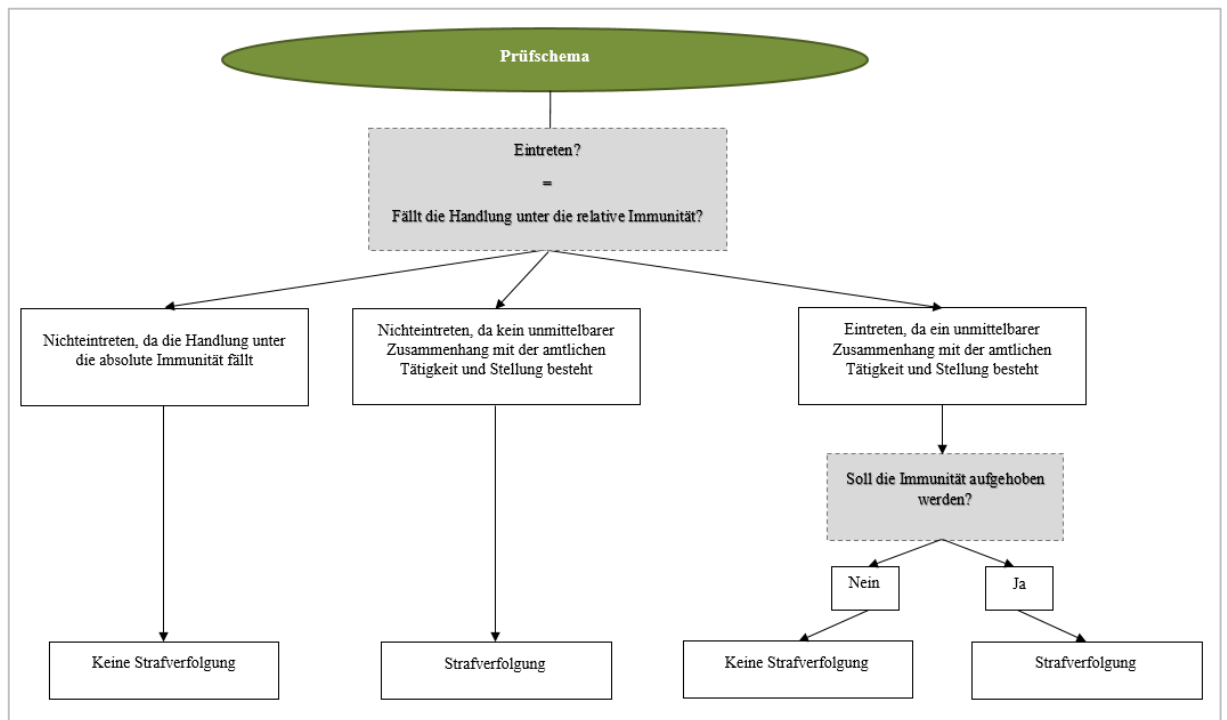 Prüfschema
Eintreten?
=
Fällt die Handlung unter die relative Immunität?
Nichteintreten, da die Handlung unter
die absolute Immunität fällt
Nichteintreten, da kein unmittelbarer
Zusammenhang mit der amtlichen
Tätigkeit und Stellung besteht
Eintreten, da ein unmittelbarer
Zusammenhang mit der amtlichen
Tätigkeit und Stellung besteht
Soll die Immunität aufgehoben
werden?
Nein
Ja
Keine Strafverfolgung
Strafverfolgung
Keine Strafverfolgung
Strafverfolgung